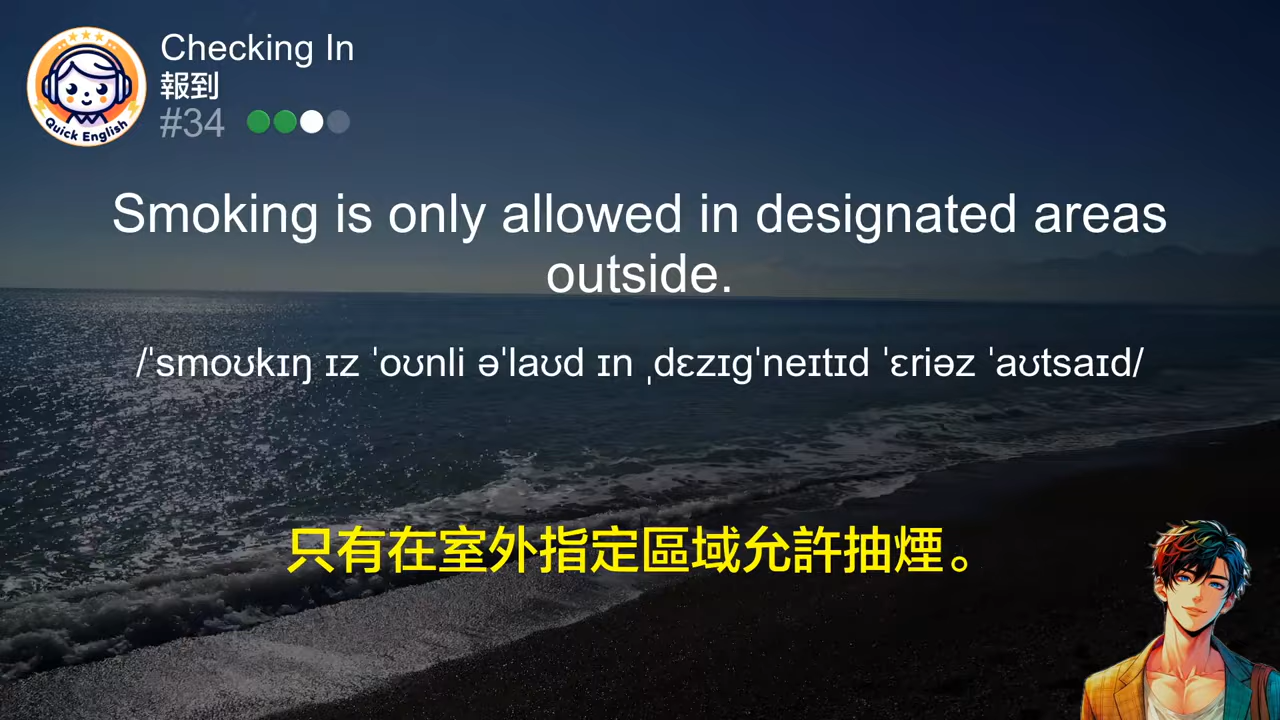 Checking In
報到
#34
Quick English
Smoking is only allowed in designated areas
outside.
/ˈsmoʊkɪŋ ɪz ˈoʊnli əˈlaʊd ɪn ˌdɛzɪɡˈneɪtɪd ˈɛriəz ˈaʊtsaɪd/
只有在室外指定區域允許抽煙。